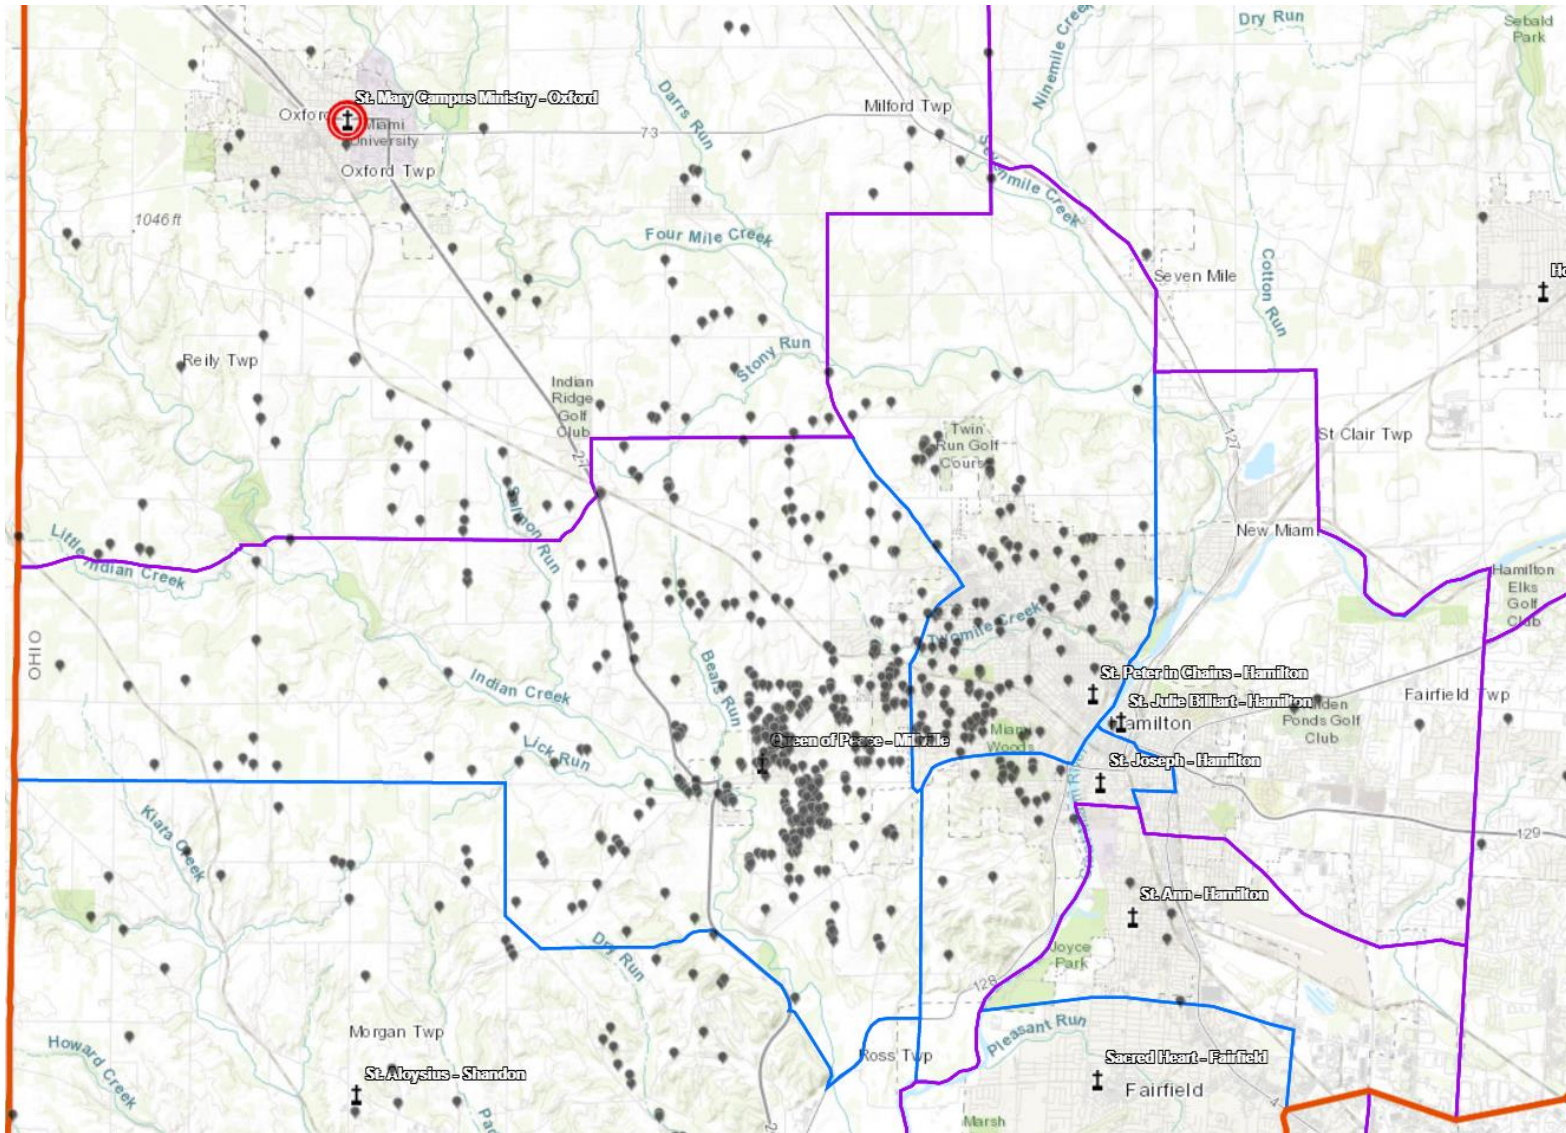 Dry Run
Sebald
Park
Ninemile Creek
St. Mary Campus Ministry - Oxford
Oxford
Miami
University
Darrs Run
Milford Twp
73
Oxford Twp
Sevenmile Creek
1046 ft
Four Mile Creek
Seven Mile
Cotton Run
Ho
Reily Twp
Stony Run
Indian
Ridge
Golf
Club
27
Twin
Run Golf
Course
127
St Clair Twp
Salmon Run
New Miami
Little Indian Creek
Hamilton
Elks
Golf
Club
OHIO
Twomile Creek
Indian Creek
Bean Run
St. Peter in Chains - Hamilton
St. Julie Billiart - Hamilton
Hamilton
Fairfield Twp
Ponds Golf
Club
Miami
Woods
Queen of Peace - Millville
Lick Run
St. Joseph - Hamilton
Kiata Creek
129
St. Ann - Hamilton
Dry Run
Joyce
Park
128
Morgan Twp
Howard Creek
St. Aloysius - Shandon
Ross Twp
Pleasant Run
Sacred Heart - Fairfield
Fairfield
4
Marsh
2